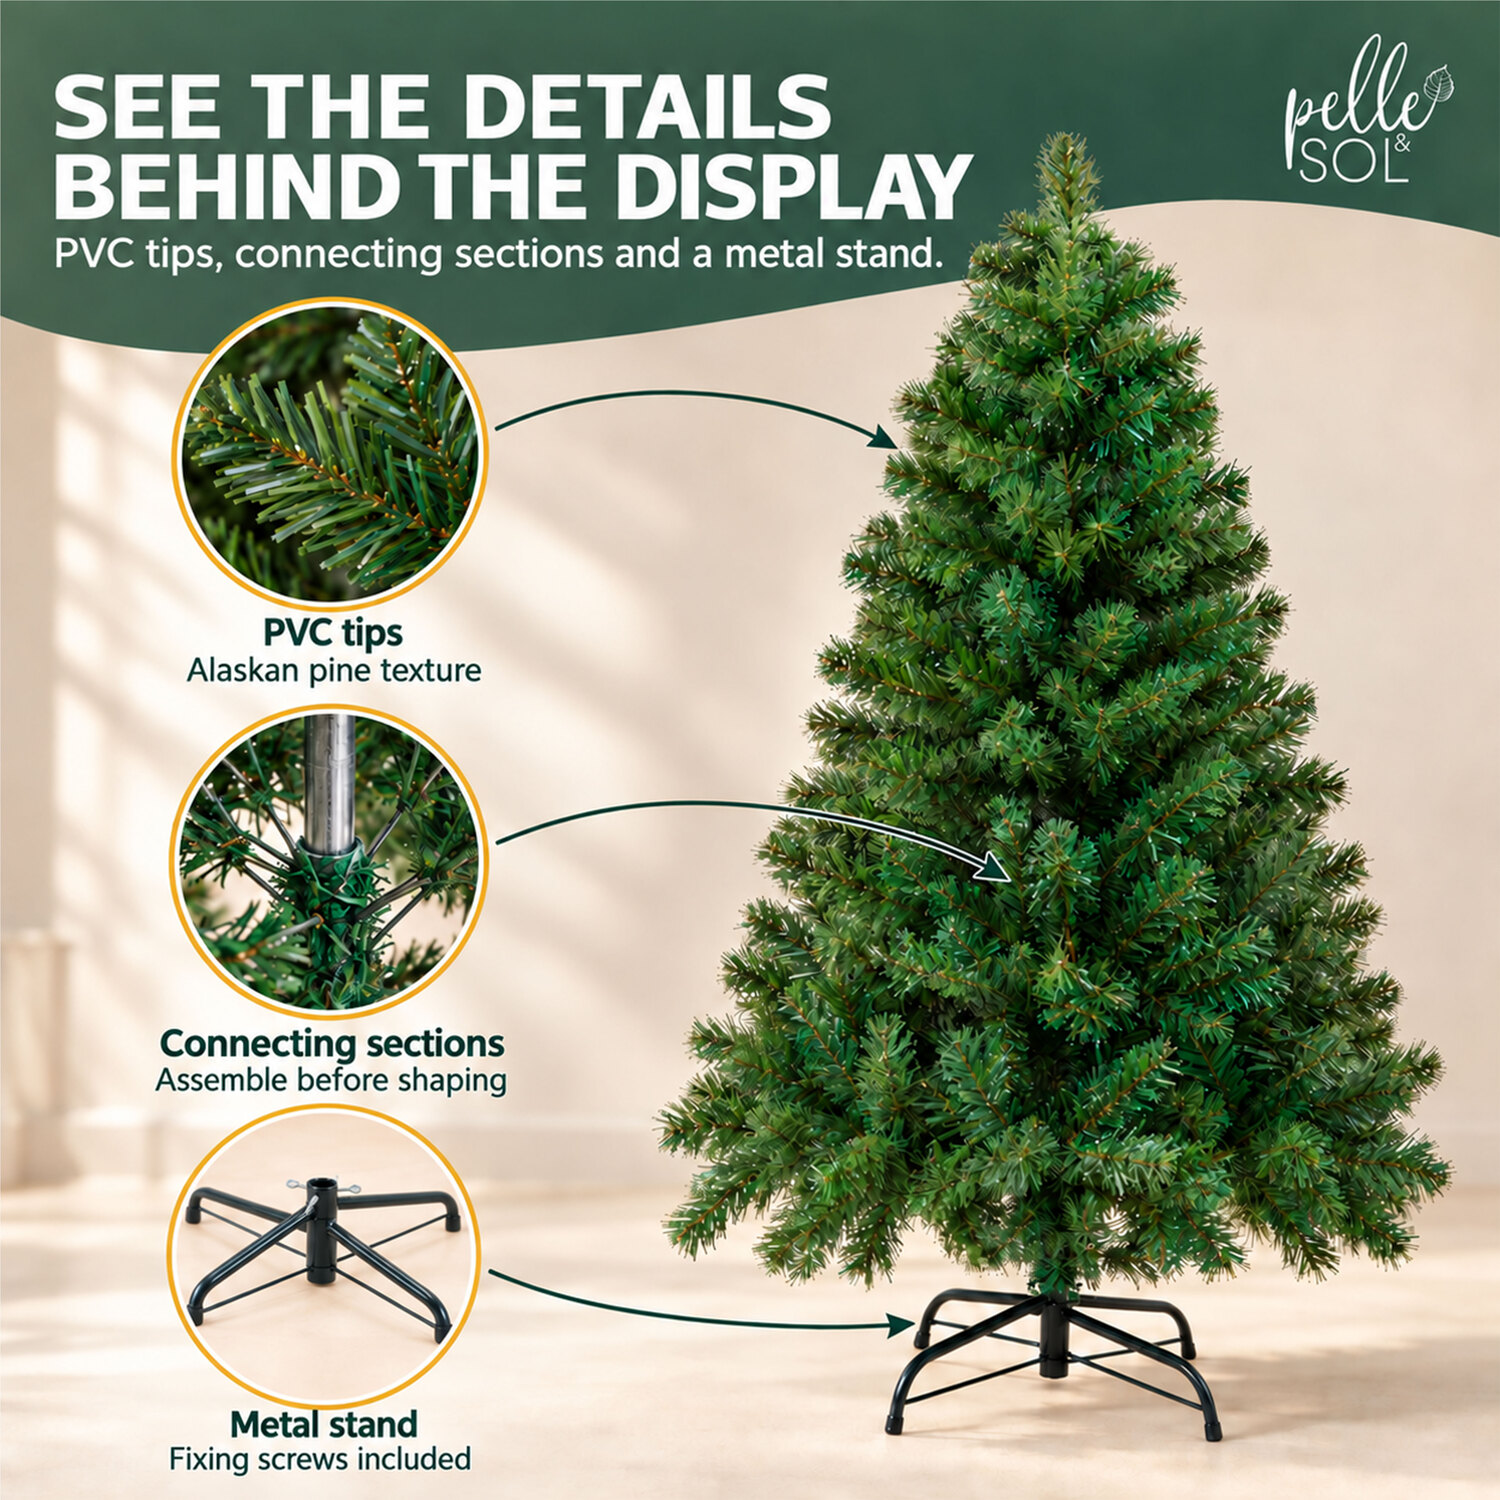 SEE THE DETAILS
BEHIND THE DISPLAY
PVC tips, connecting sections and a metal stand.
pelle
& SOL
PVC tips
Alaskan pine texture
Connecting sections
Assemble before shaping
Metal stand
Fixing screws included